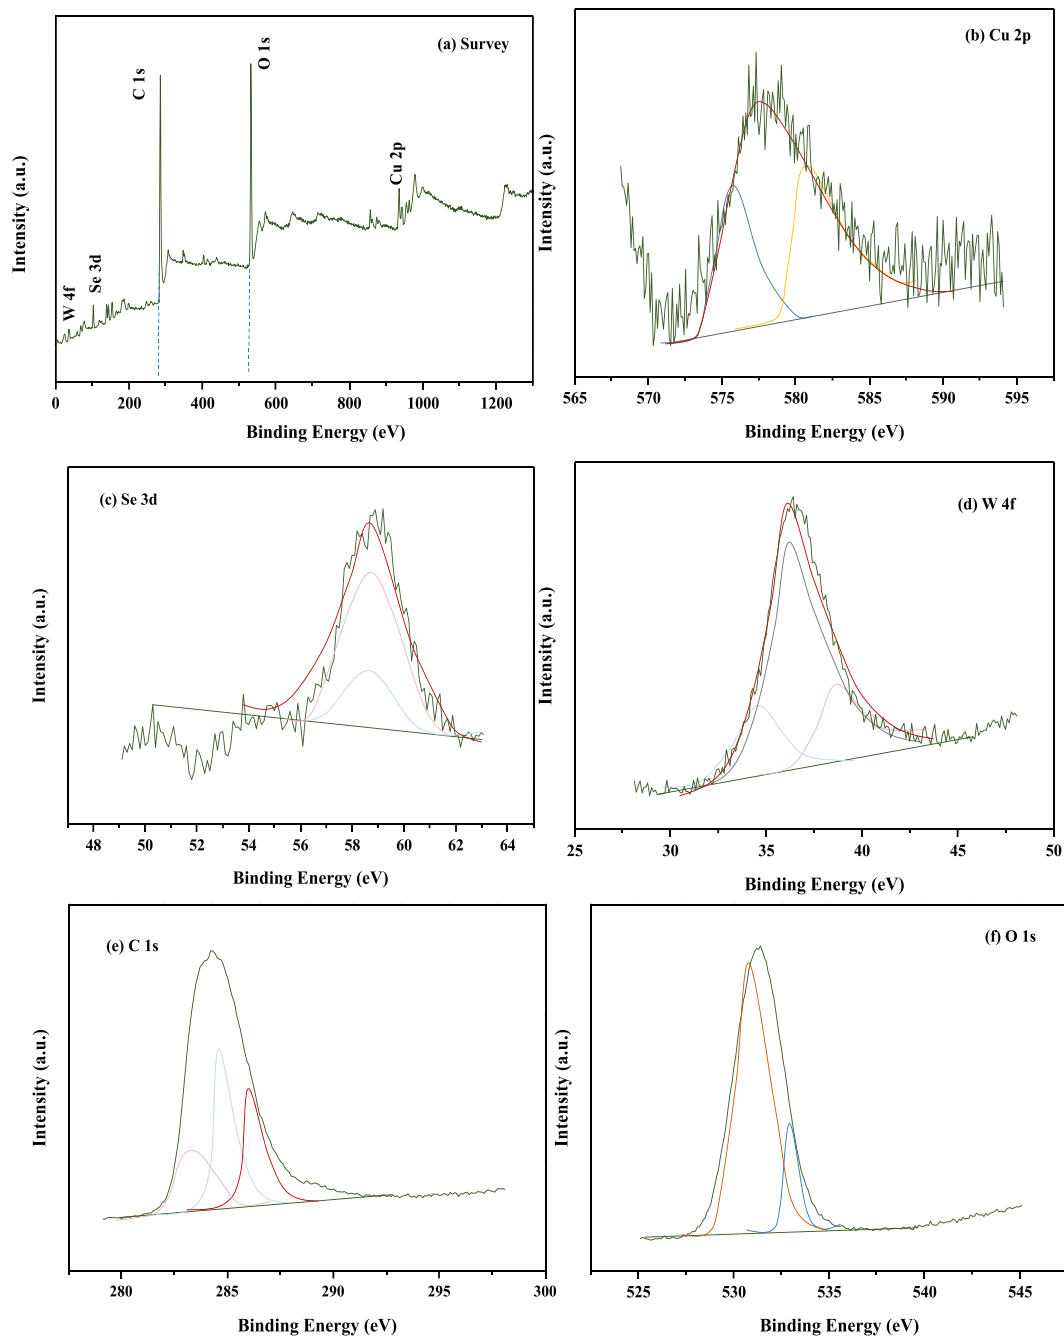 (a) Survey
C 1s
O 1s
Cu 2p
W 4f
Se 3d
Intensity (a.u.)
0 200 400 600 800 1000 1200
Binding Energy (eV)
(b) Cu 2p
Intensity (a.u.)
565 570 575 580 585 590 595
Binding Energy (eV)
(c) Se 3d
Intensity (a.u.)
48 50 52 54 56 58 60 62 64
Binding Energy (eV)
(d) W 4f
Intensity (a.u.)
25 30 35 40 45 50
Binding Energy (eV)
(e) C 1s
Intensity (a.u.)
280 285 290 295 300
Binding Energy (eV)
(f) O 1s
Intensity (a.u.)
525 530 535 540 545
Binding Energy (eV)